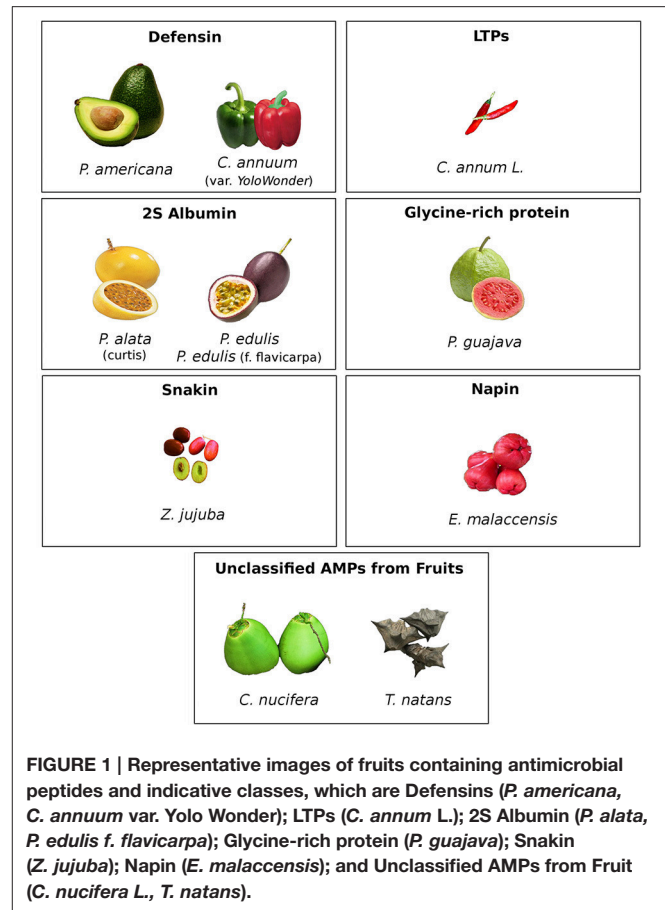 Defensin
P. americana
C. annuum
(var. YoloWonder)
LTPs
C. annum L.
2S Albumin
P. alata
(curtis)
P. edulis
P. edulis (f. flavicarpa)
Glycine-rich protein
P. guajava
Snakin
Z. jujuba
Napin
E. malaccensis
Unclassified AMPs from Fruits
C. nucifera
T. natans
FIGURE 1 | Representative images of fruits containing antimicrobial
peptides and indicative classes, which are Defensins (P. americana,
C. annuum var. Yolo Wonder); LTPs (C. annum L.); 2S Albumin (P. alata,
P. edulis f. flavicarpa); Glycine-rich protein (P. guajava); Snakin
(Z. jujuba); Napin (E. malaccensis); and Unclassified AMPs from Fruit
(C. nucifera L., T. natans).